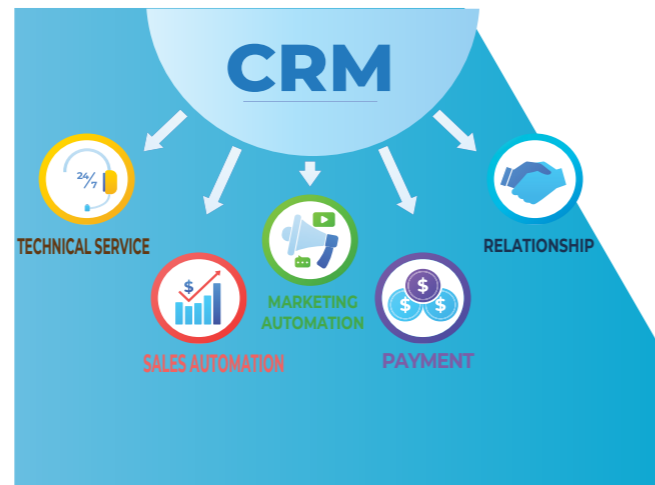 CRM
24/7
TECHNICAL SERVICE
$
SALES AUTOMATION
MARKETING
AUTOMATION
$
$ $
PAYMENT
RELATIONSHIP